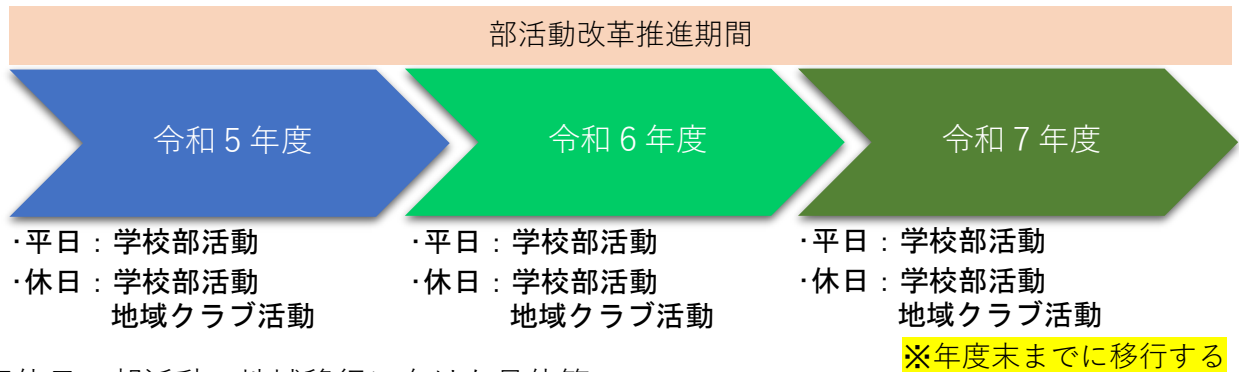 部活動改革推進期間
令和５年度
令和６年度
令和７年度
・平日：学校部活動
・休日：学校部活動
地域クラブ活動
・平日：学校部活動
・休日：学校部活動
地域クラブ活動
・平日：学校部活動
・休日：学校部活動
地域クラブ活動
※年度末までに移行する